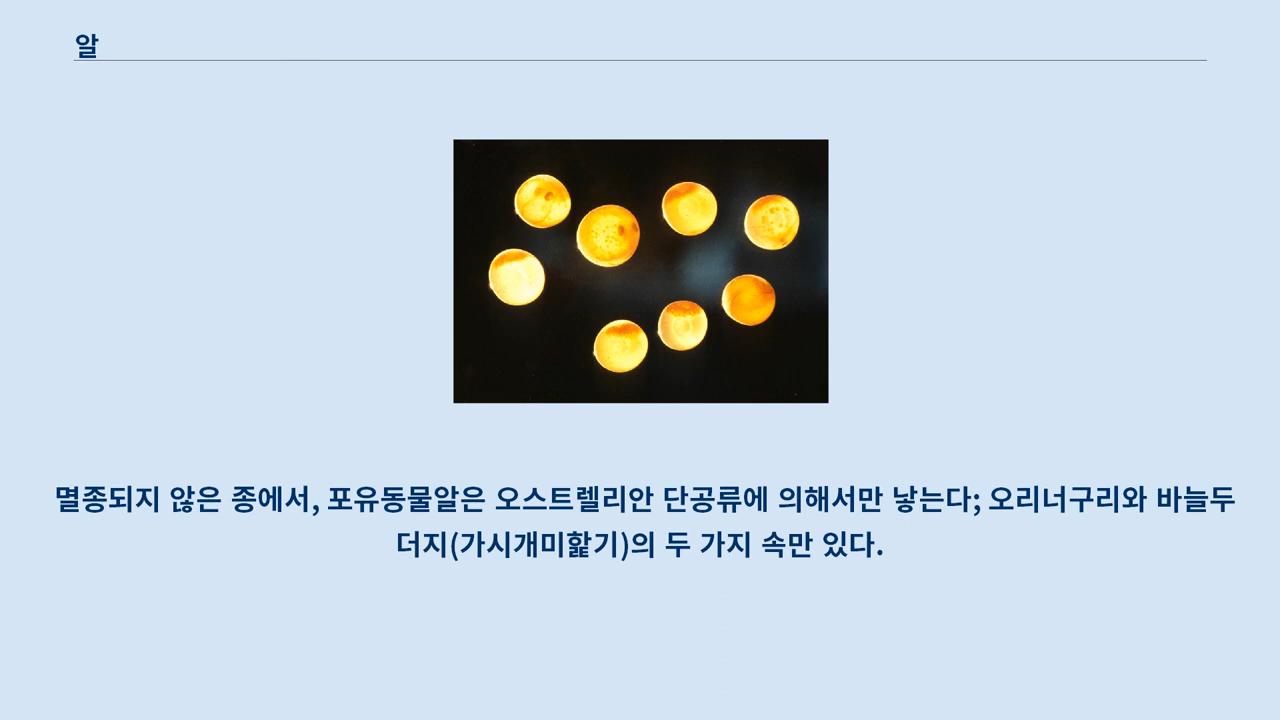 알
멸종되지 않은 종에서, 포유동물알은 오스트렐리안 단공류에 의해서만 낳는다; 오리너구리와 바늘두
더지(가시개미핥기)의 두 가지 속만 있다.